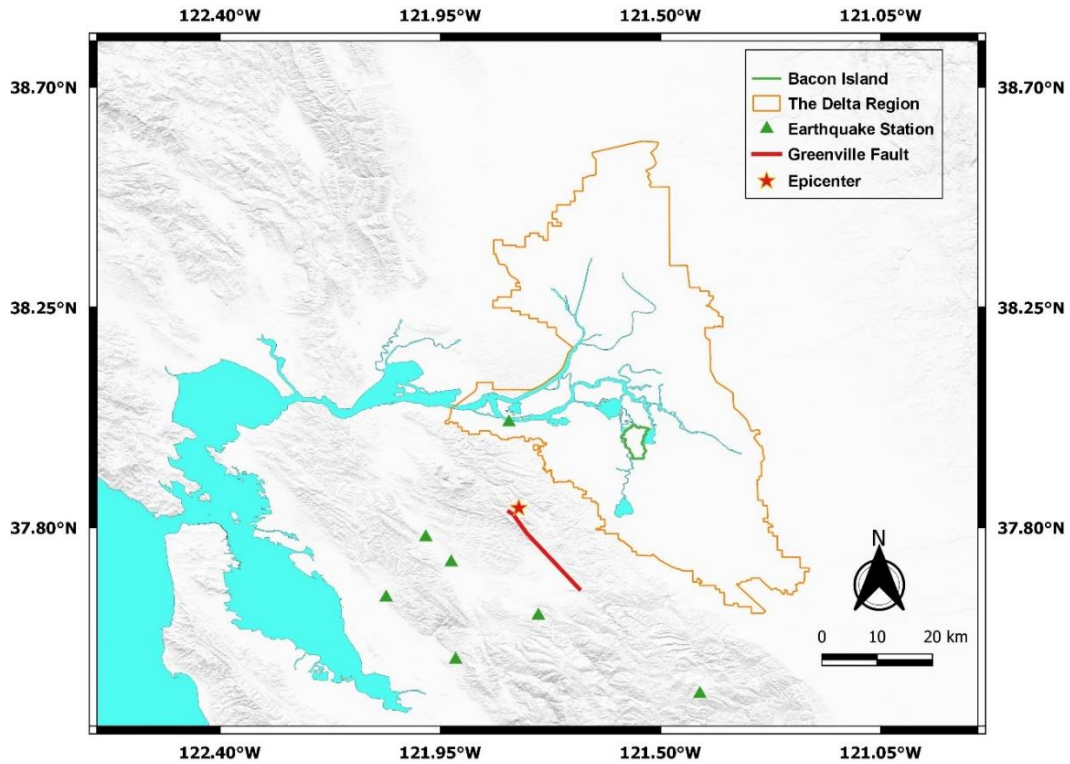 122.40°W 121.95°W 121.50°W 121.05°W
38.70°N 38.70°N
Bacon Island
The Delta Region
Earthquake Station
Greenville Fault
Epicenter
38.25°N 38.25°N
37.80°N 37.80°N
N
0 10 20 km
122.40°W 121.95°W 121.50°W 121.05°W